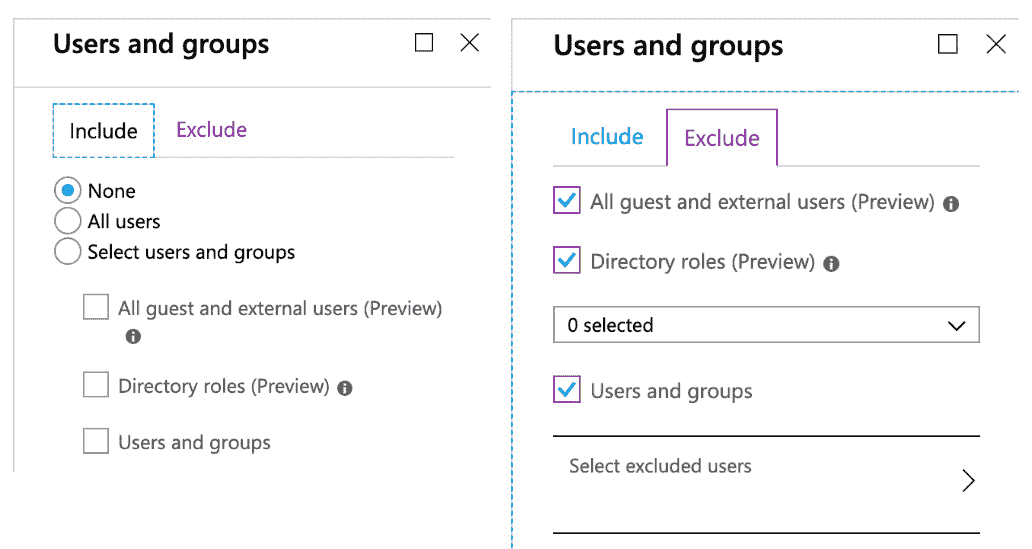 Users and groups
Include
Exclude
None
All users
Select users and groups
All guest and external users (Preview)
Directory roles (Preview)
Users and groups
Users and groups
Include
Exclude
All guest and external users (Preview)
Directory roles (Preview)
0 selected
Users and groups
Select excluded users